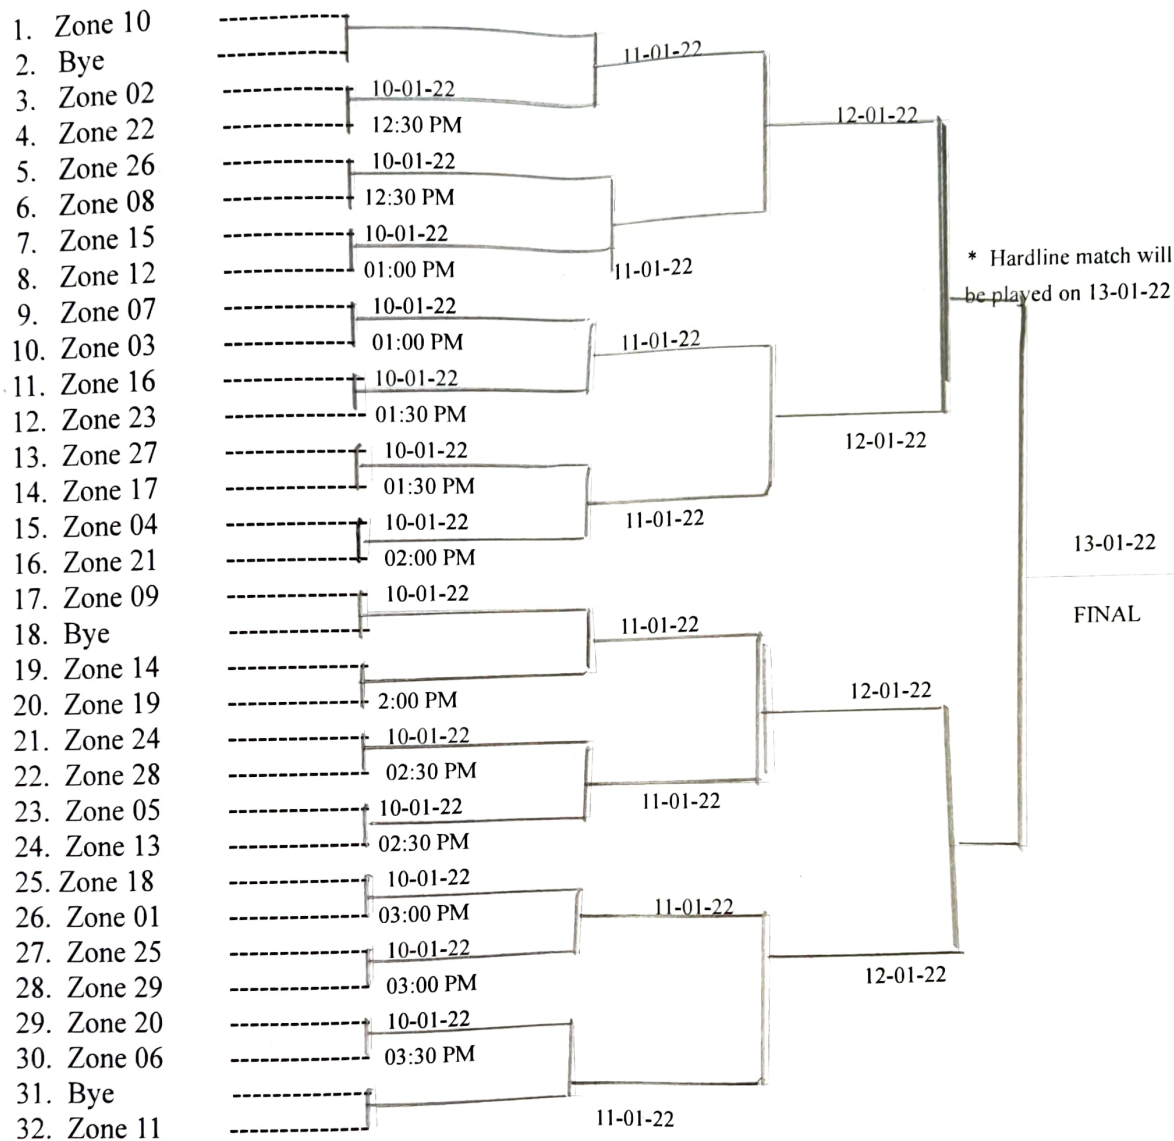 1. Zone 10
2. Bye
11-01-22
3. Zone 02 10-01-22
4. Zone 22 12:30 PM
12-01-22
5. Zone 26 10-01-22
6. Zone 08 12:30 PM
7. Zone 15 10-01-22
8. Zone 12 01:00 PM 11-01-22
* Hardline match will
be played on 13-01-22
9. Zone 07 10-01-22
10. Zone 03 01:00 PM 11-01-22
11. Zone 16 10-01-22
12. Zone 23 01:30 PM
12-01-22
13. Zone 27 10-01-22
14. Zone 17 01:30 PM
15. Zone 04 10-01-22 11-01-22
16. Zone 21 02:00 PM
13-01-22
17. Zone 09 10-01-22
FINAL
18. Bye 11-01-22
19. Zone 14
20. Zone 19 2:00 PM 12-01-22
21. Zone 24 10-01-22
22. Zone 28 02:30 PM
23. Zone 05 10-01-22 11-01-22
24. Zone 13 02:30 PM
25. Zone 18 10-01-22
26. Zone 01 03:00 PM 11-01-22
27. Zone 25 10-01-22
28. Zone 29 03:00 PM 12-01-22
29. Zone 20 10-01-22
30. Zone 06 03:30 PM
31. Bye
32. Zone 11 11-01-22